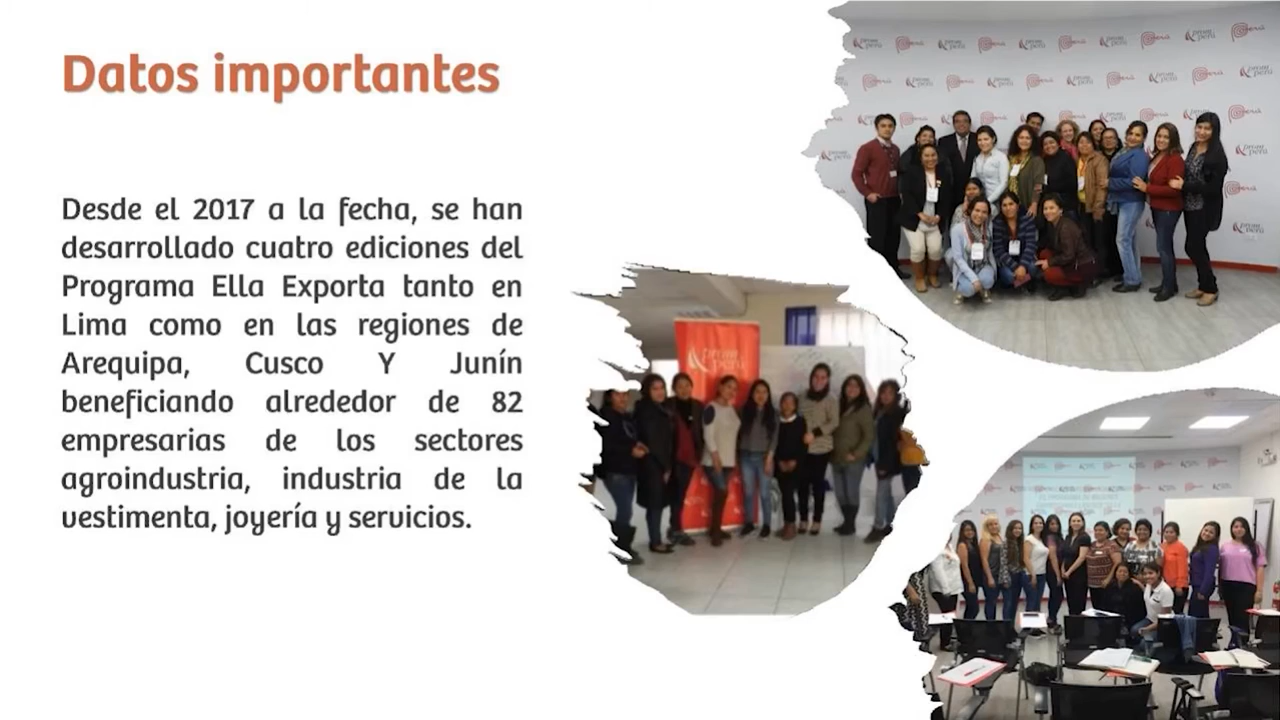 Datos importantes
Desde el 2017 a la fecha, se han
desarrollado cuatro ediciones del
Programa Ella Exporta tanto en
Lima como en las regiones de
Arequipa, Cusco Y Junín
beneficiando alrededor de 82
empresarias de los sectores
agroindustria, industria de la
vestimenta, joyería y servicios.
prom
perú